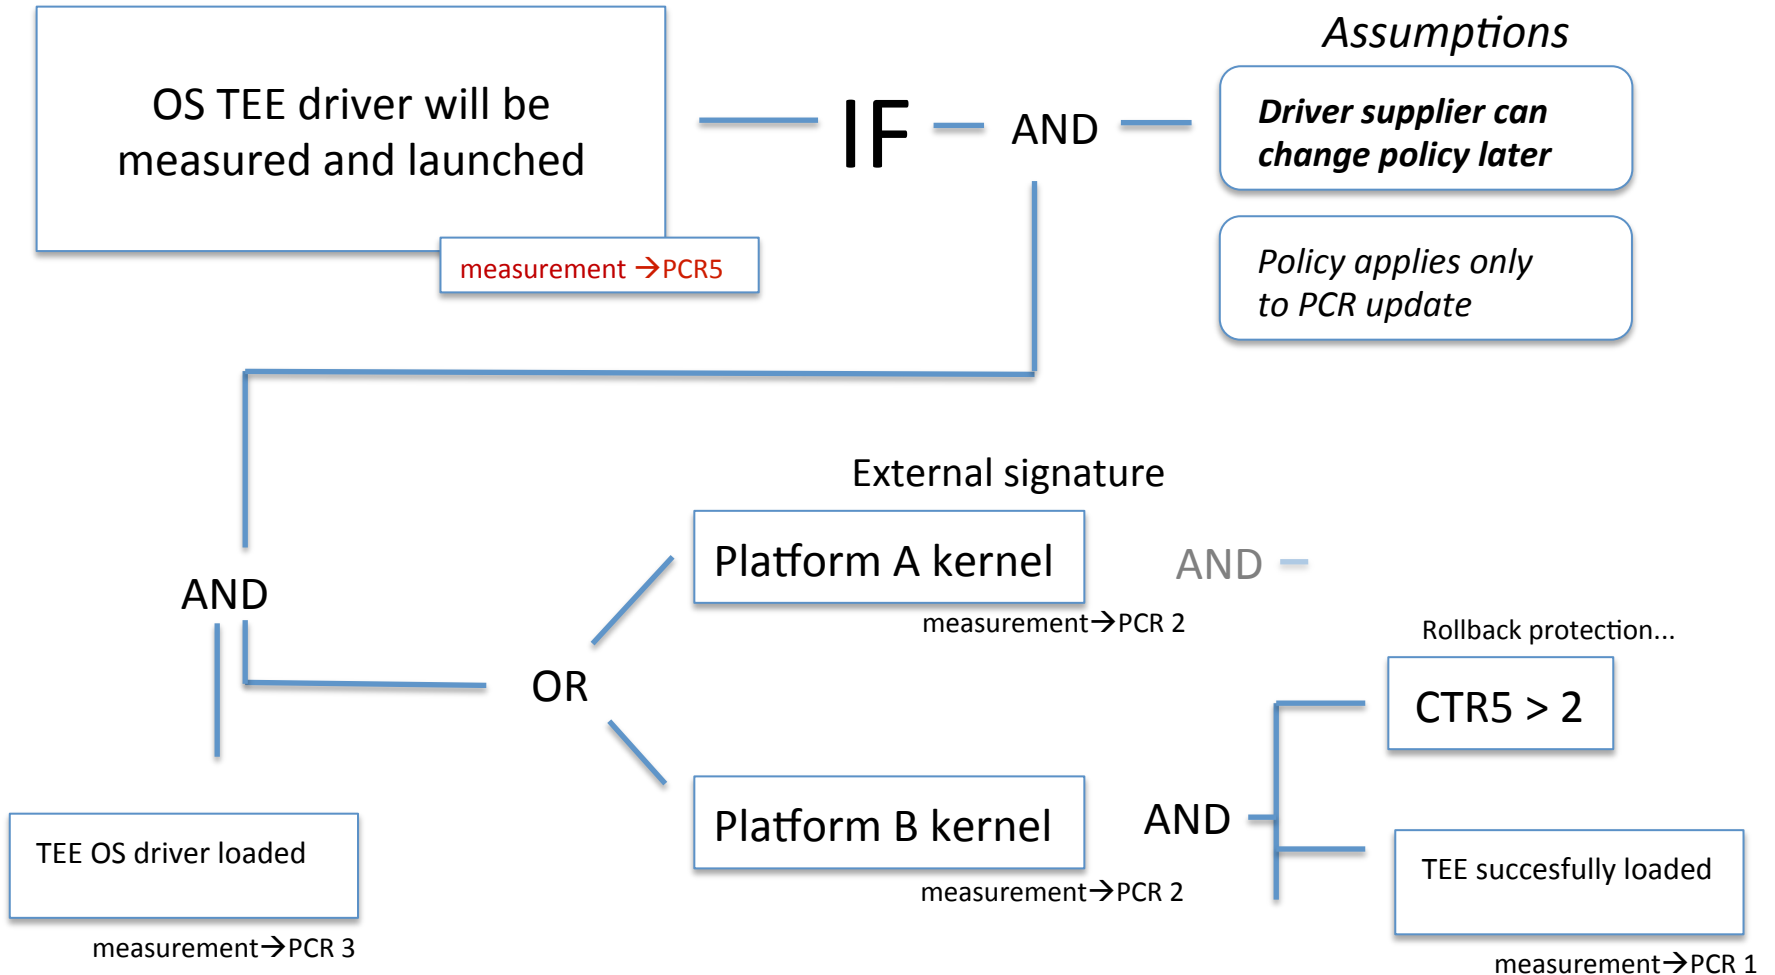 Assumptions
OS TEE driver will be
measured and launched
measurement →PCR5
IF
AND
Driver supplier can
change policy later
Policy applies only
to PCR update
External signature
Platform A kernel
AND
measurement→PCR 2
AND
Rollback protection...
OR
CTR5 > 2
Platform B kernel
AND
measurement→PCR 2
TEE OS driver loaded
measurement→PCR 3
TEE succesfully loaded
measurement→PCR 1